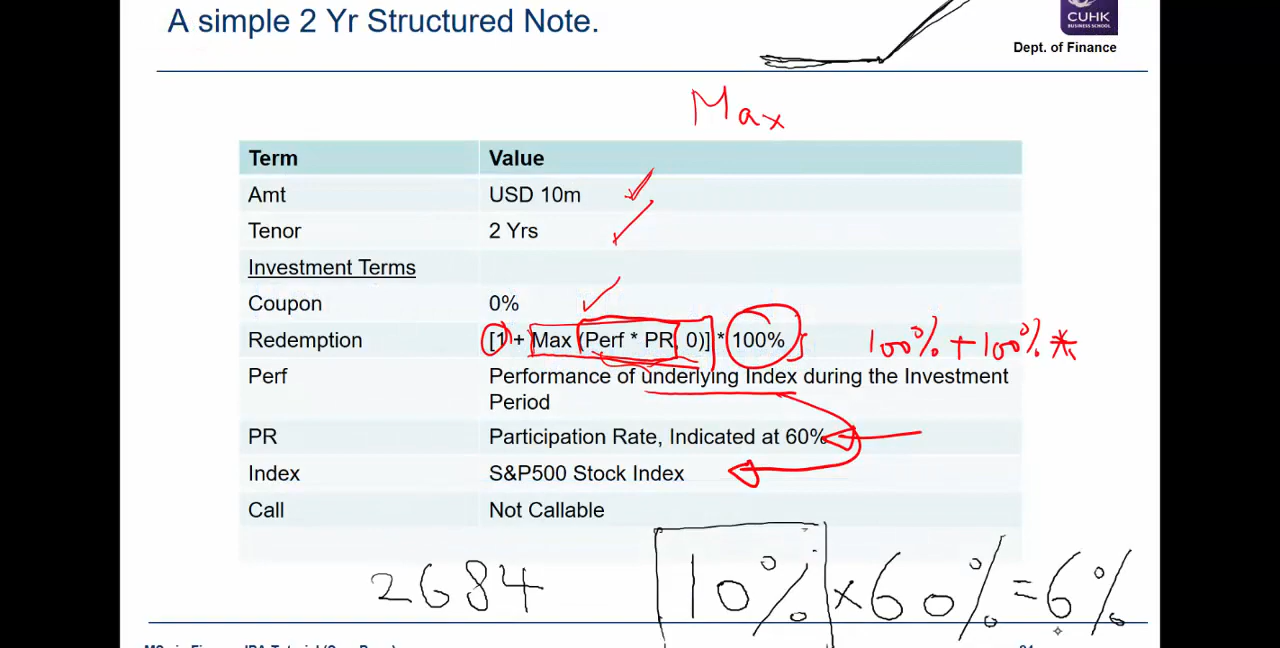 A simple 2 Yr Structured Note.
CUHK
BUSINESS SCHOOL
Dept. of Finance
Max
Term Value
Amt USD 10m
Tenor 2 Yrs
Investment Terms
Coupon 0%
Redemption [1 + Max (Perf * PR, 0)] * 100% 100% + 100% *
Perf Performance of underlying Index during the Investment
Period
PR Participation Rate, Indicated at 60%
Index S&P500 Stock Index
Call Not Callable
2684 10% x 60% = 6%